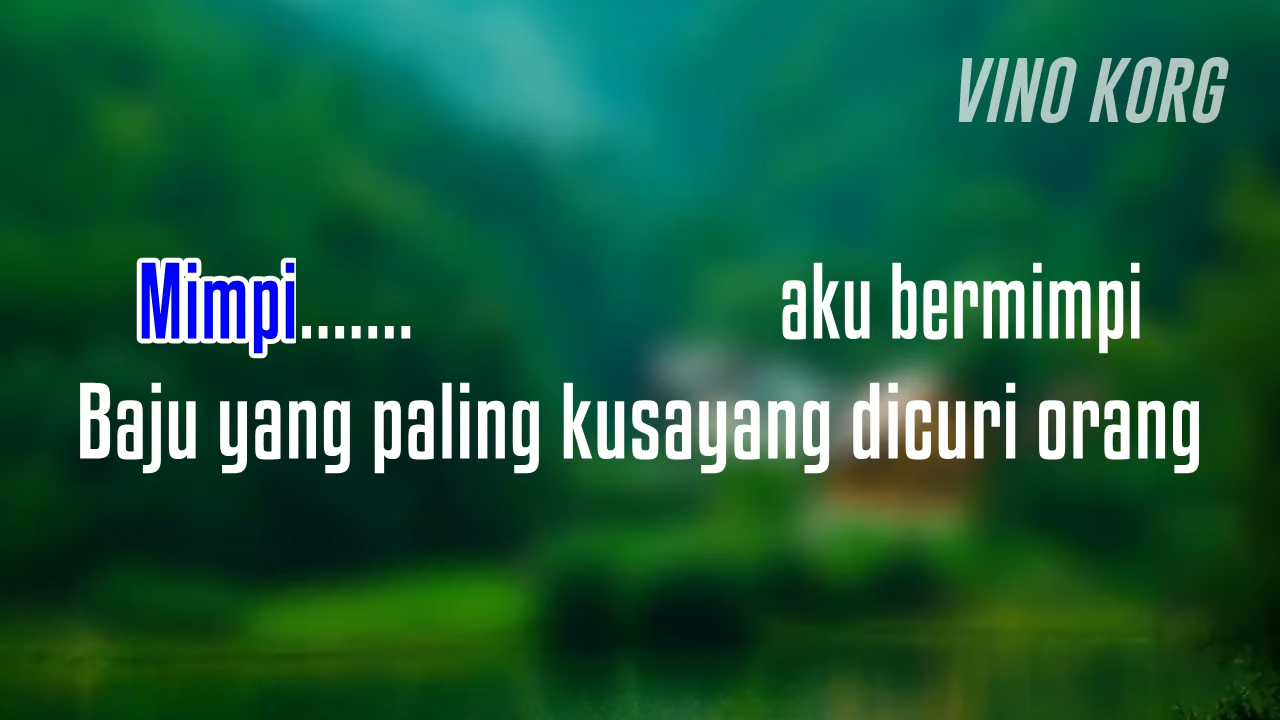 VINO KORG
Mimpi....... aku bermimpi
Baju yang paling kusayang dicuri orang